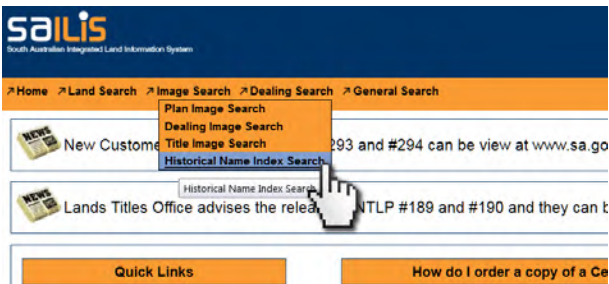 saiLis
South Australian Integrated Land Information System
Home Land Search Image Search Dealing Search General Search
Plan Image Search
Dealing Image Search
Title Image Search
Historical Name Index Search
NEWS New Custome 293 and #294 can be view at www.sa.go
Historical Name Index Search
NEWS Lands Titles Office advises the relea NTLP #189 and #190 and they can b
Quick Links How do I order a copy of a Ce